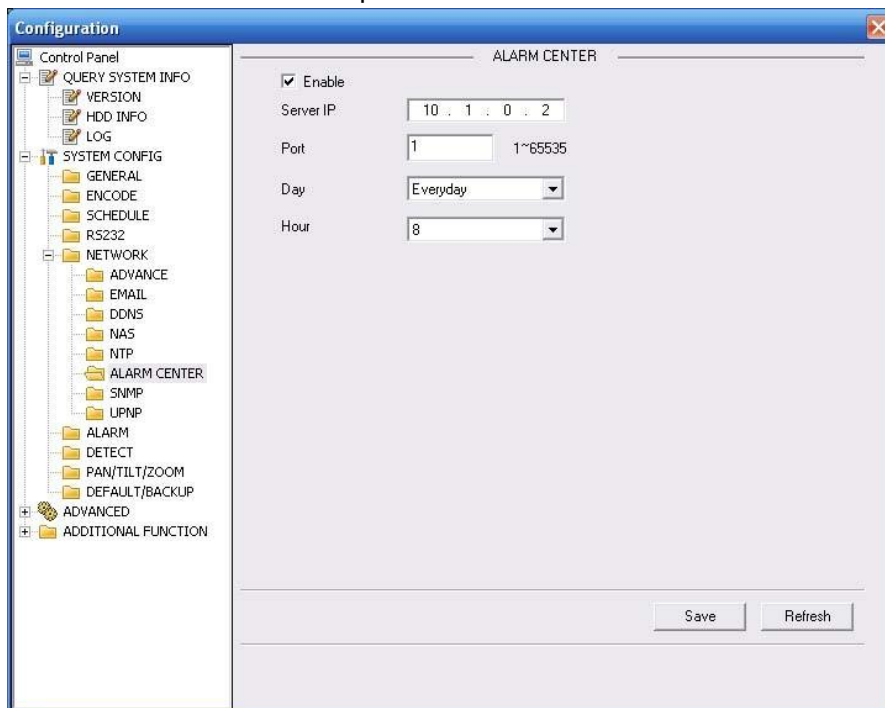 Configuration
Control Panel
QUERY SYSTEM INFO
VERSION
HDD INFO
LOG
SYSTEM CONFIG
GENERAL
ENCODE
SCHEDULE
RS232
NETWORK
ADVANCE
EMAIL
DDNS
NAS
NTP
ALARM CENTER
SNMP
UPNP
ALARM
DETECT
PAN/TILT/ZOOM
DEFAULT/BACKUP
ADVANCED
ADDITIONAL FUNCTION
ALARM CENTER
Enable
Server IP 10 . 1 . 0 . 2
Port 1 1~65535
Day Everyday
Hour 8
Save Refresh